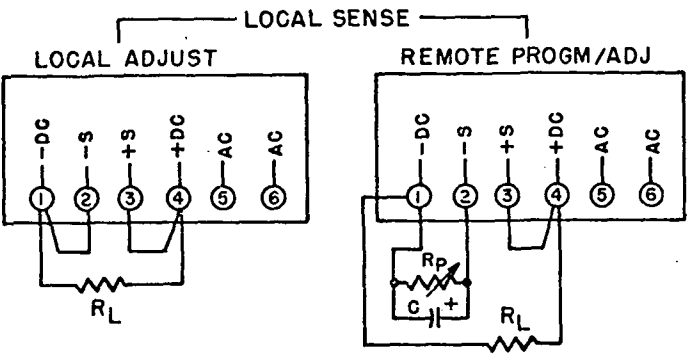 LOCAL SENSE
LOCAL ADJUST
REMOTE PROGM/ADJ
-DC -S +S +DC AC AC
1 2 3 4 5 6
RL
-DC -S +S +DC AC AC
1 2 3 4 5 6
RP
C +
RL